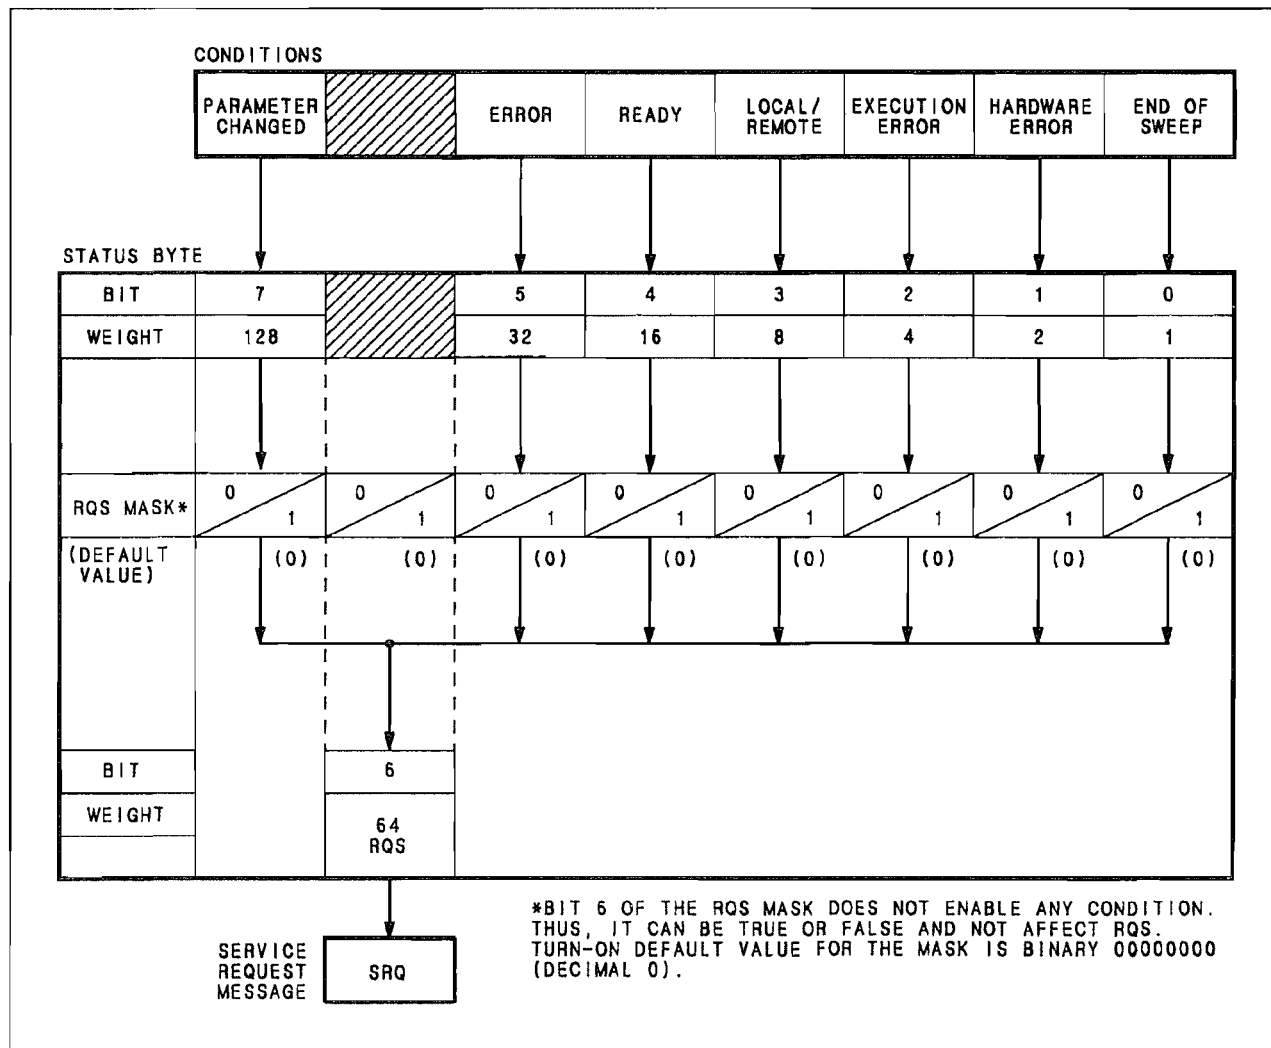 CONDITIONS
PARAMETER CHANGED ERROR READY LOCAL/ REMOTE EXECUTION ERROR HARDWARE ERROR END OF SWEEP
STATUS BYTE
BIT 7 5 4 3 2 1 0
WEIGHT 128 32 16 8 4 2 1
RQS MASK* 0 1 0 1 0 1 0 1 0 1 0 1 0 1 0 1
(DEFAULT VALUE) (0) (0) (0) (0) (0) (0) (0) (0)
BIT 6
WEIGHT 64 RQS
SERVICE REQUEST MESSAGE SRQ
*BIT 6 OF THE RQS MASK DOES NOT ENABLE ANY CONDITION.
THUS, IT CAN BE TRUE OR FALSE AND NOT AFFECT RQS.
TURN-ON DEFAULT VALUE FOR THE MASK IS BINARY 00000000
(DECIMAL 0).